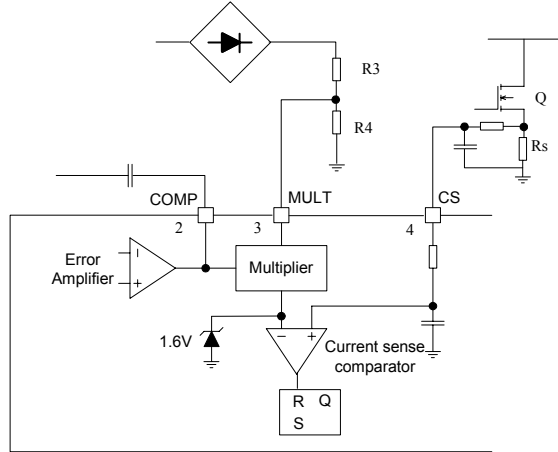 R3
Q
R4
Rs
COMP
MULT
CS
2
3
4
Error
Amplifier
Multiplier
1.6V
Current sense
comparator
R Q
S